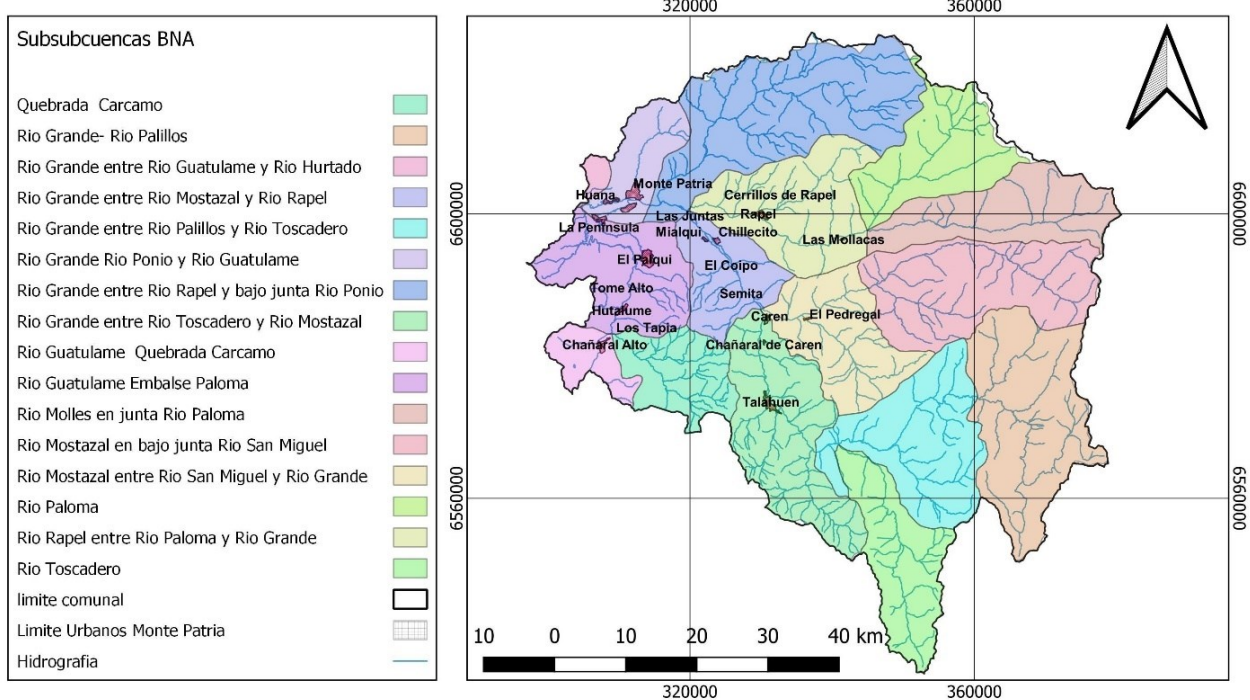 Subsubcuencas BNA
Quebrada Carcamo
Rio Grande- Rio Palillos
Rio Grande entre Rio Guatulame y Rio Hurtado
Rio Grande entre Rio Mostazal y Rio Rapel
Rio Grande entre Rio Palillos y Rio Toscadero
Rio Grande Rio Ponio y Rio Guatulame
Rio Grande entre Rio Rapel y bajo junta Rio Ponio
Rio Grande entre Rio Toscadero y Rio Mostazal
Rio Guatulame Quebrada Carcamo
Rio Guatulame Embalse Paloma
Rio Molles en junta Rio Paloma
Rio Mostazal en bajo junta Rio San Miguel
Rio Mostazal entre Rio San Miguel y Rio Grande
Rio Paloma
Rio Rapel entre Rio Paloma y Rio Grande
Rio Toscadero
limite comunal
Limite Urbanos Monte Patria
Hidrografia
320000
360000
6600000
6600000
Monte Patria
Huana
Cerrillos de Rapel
Las Juntas
Rapel
La Peninsula
Mialqui
Chillecito
Las Mollacas
El Palqui
El Coipo
Tome Alto
Semita
Hutalume
Caren
El Pedregal
Los Tapia
Chañaral Alto
Chañaral de Caren
Talahuen
6560000
6560000
10
0
10
20
30
40 km
320000
360000